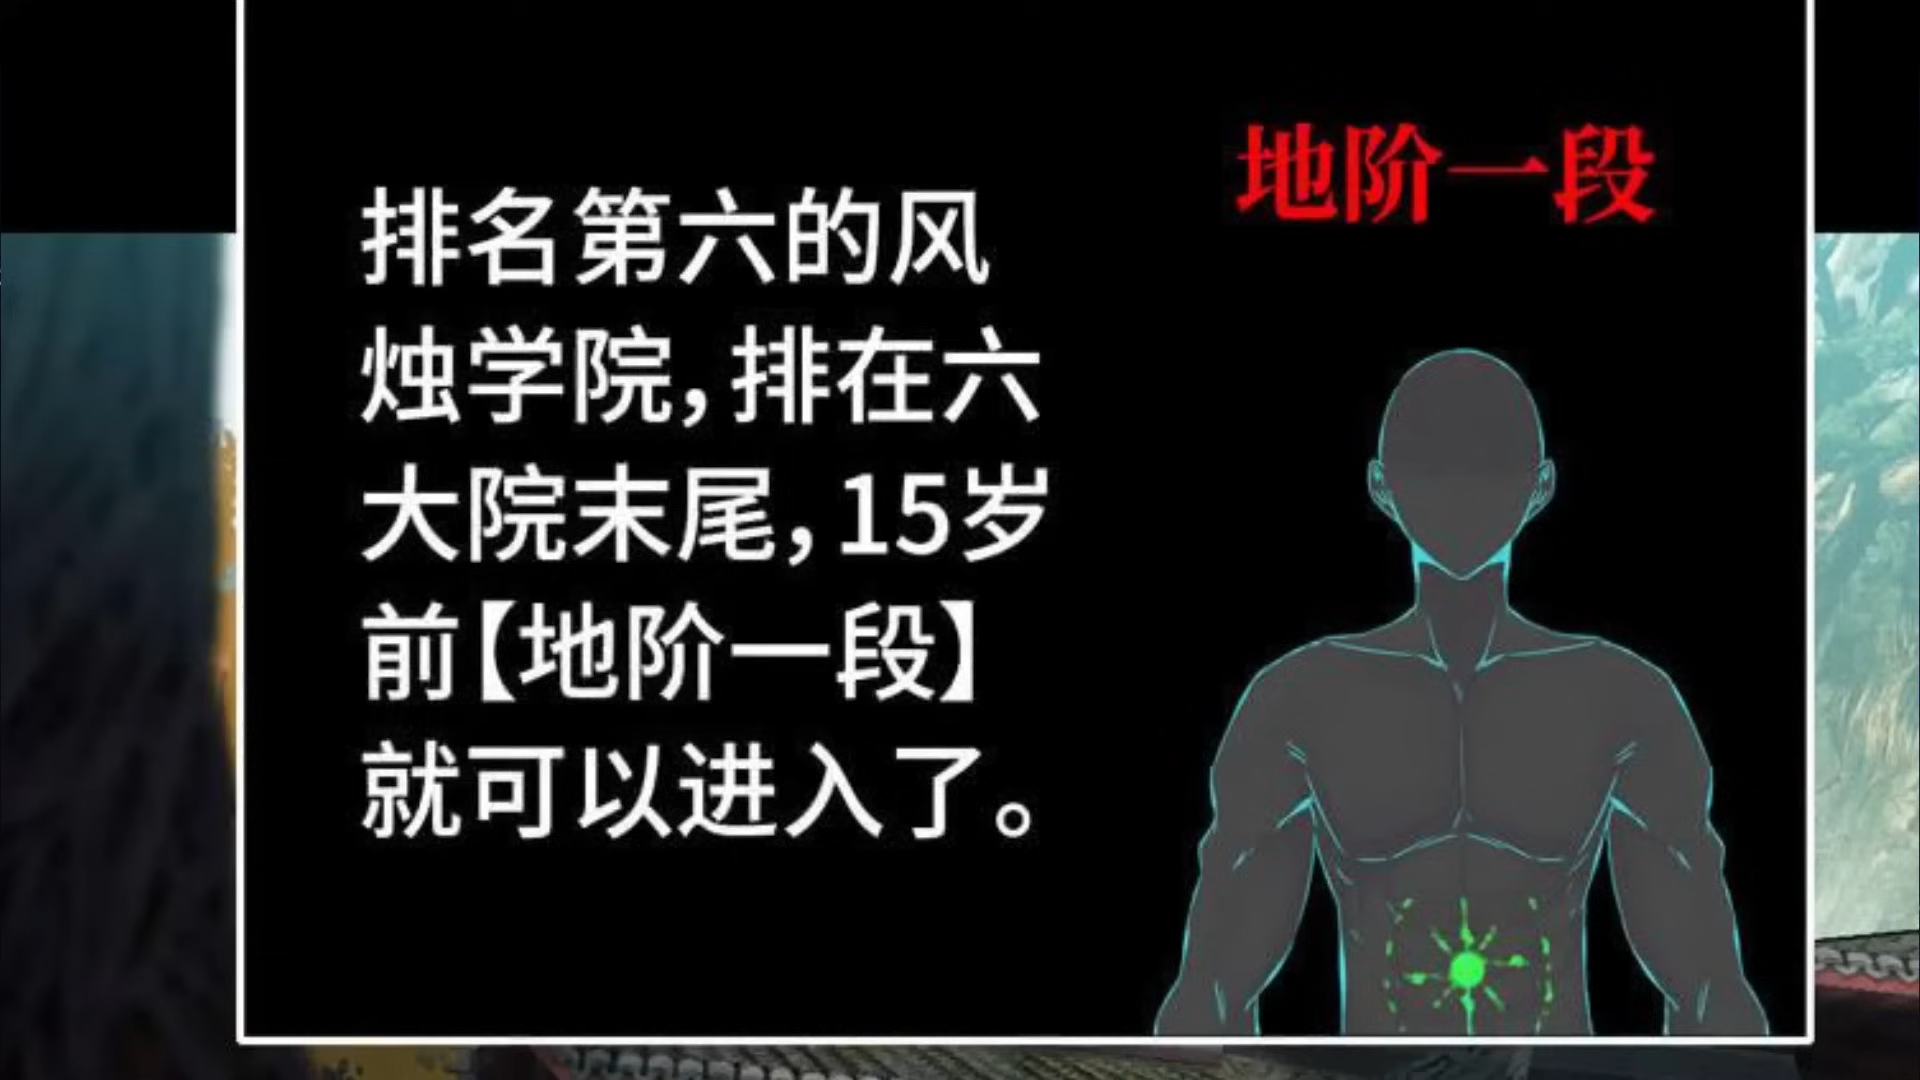 地阶一段
排名第六的风
烛学院，排在六
大院末尾，15岁
前【地阶一段】
就可以进入了。